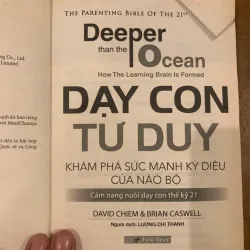 THE PARENTING BIBLE OF THE 21ST
Deeper
than the Ocean
How The Learning Brain Is Formed
DẠY CON
TƯ DUY
KHÁM PHÁ SỨC MẠNH KỲ DIỆU
CỦA NÃO BỘ
Cẩm nang nuôi dạy con thế kỷ 21
DAVID CHIEM & BRIAN CASWELL
Người dịch: LƯƠNG CHÍ THÀNH
First News